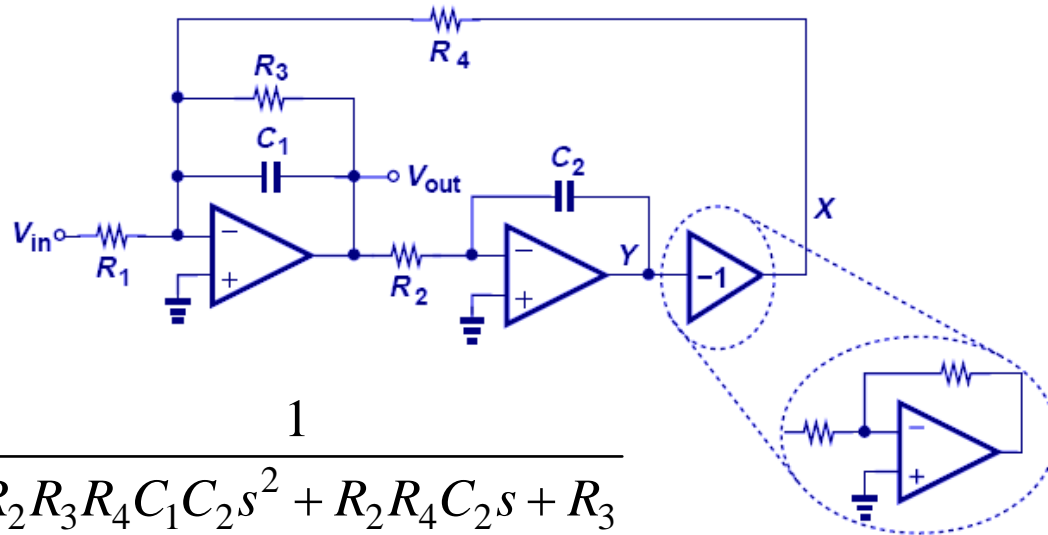 R4
R3
C1
Vout
C2
X
Vin
R1
−
+
R2
−
+
Y
−1
−
+
1
R2R3R4C1C2s² + R2R4C2s + R3